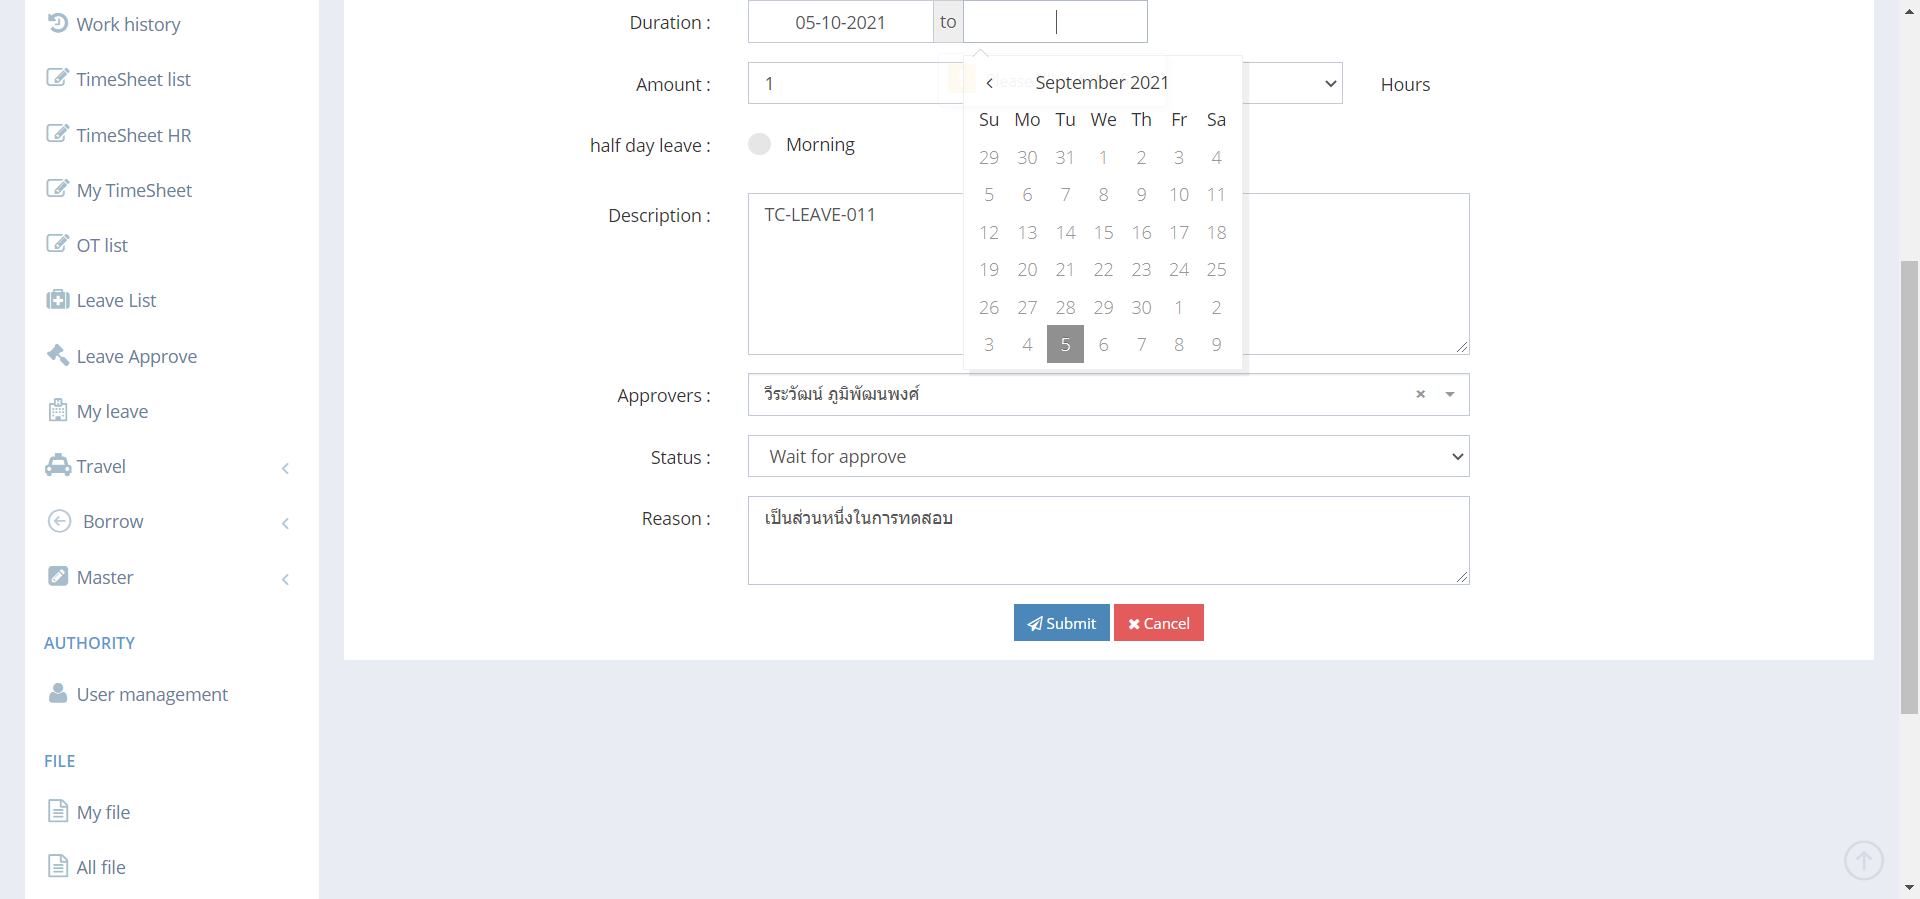 Work history
TimeSheet list
TimeSheet HR
My TimeSheet
OT list
Leave List
Leave Approve
My leave
Travel
Borrow
Master
AUTHORITY
User management
FILE
My file
All file
Duration :
05-10-2021 to
Amount :
1
Hours
half day leave :
Morning
Description :
TC-LEAVE-011
September 2021
Su Mo Tu We Th Fr Sa
29 30 31 1 2 3 4
5 6 7 8 9 10 11
12 13 14 15 16 17 18
19 20 21 22 23 24 25
26 27 28 29 30 1 2
3 4 5 6 7 8 9
Approvers :
วีระวัฒน์ ภูมิพัฒนพงศ์
Status :
Wait for approve
Reason :
เป็นส่วนหนึ่งในการทดสอบ
Submit
Cancel